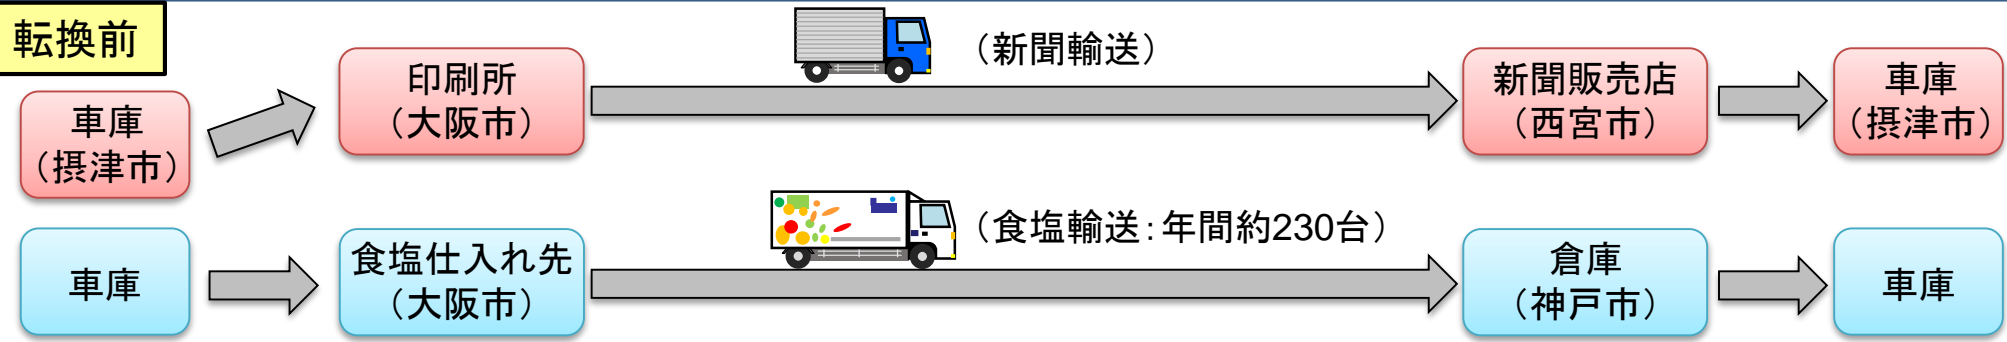 転換前
車庫
（摂津市）
印刷所
（大阪市）
（新聞輸送）
新聞販売店
（西宮市）
車庫
（摂津市）
車庫
食塩仕入れ先
（大阪市）
（食塩輸送：年間約230台）
倉庫
（神戸市）
車庫